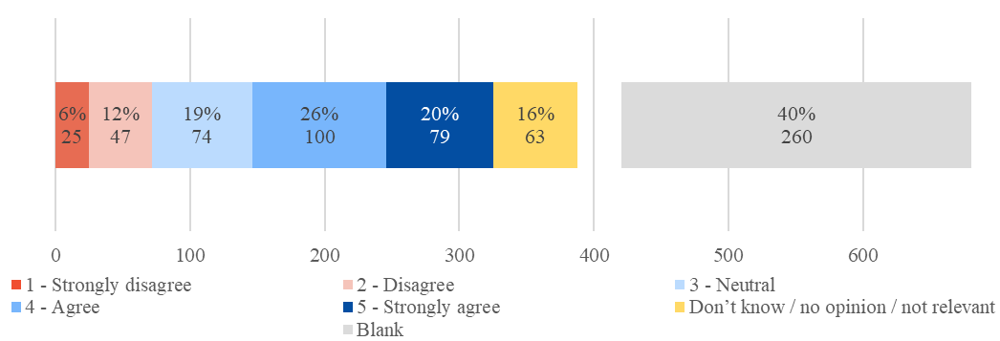 6% 12% 19% 26% 20% 16% 40%
25 47 74 100 79 63 260
0 100 200 300 400 500 600
1 - Strongly disagree 2 - Disagree 3 - Neutral
4 - Agree 5 - Strongly agree Don’t know / no opinion / not relevant
Blank